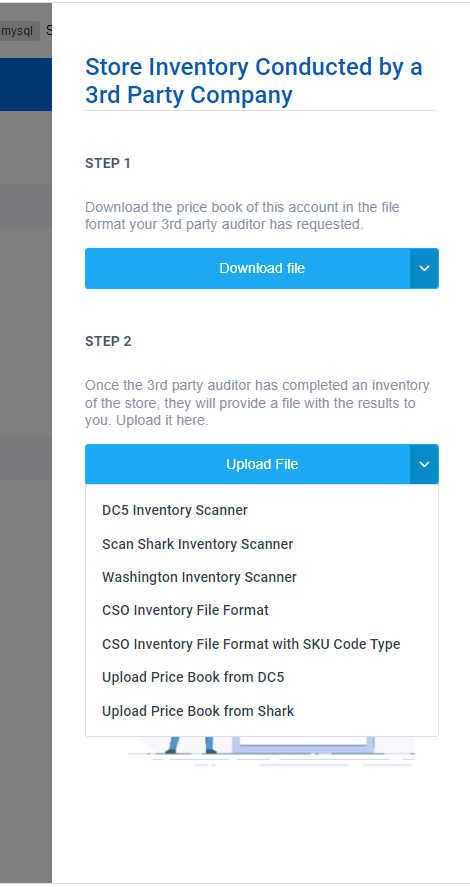 mysql S
Store Inventory Conducted by a
3rd Party Company
STEP 1
Download the price book of this account in the file
format your 3rd party auditor has requested.
Download file
STEP 2
Once the 3rd party auditor has completed an inventory
of the store, they will provide a file with the results to
you. Upload it here.
Upload File
DC5 Inventory Scanner
Scan Shark Inventory Scanner
Washington Inventory Scanner
CSO Inventory File Format
CSO Inventory File Format with SKU Code Type
Upload Price Book from DC5
Upload Price Book from Shark